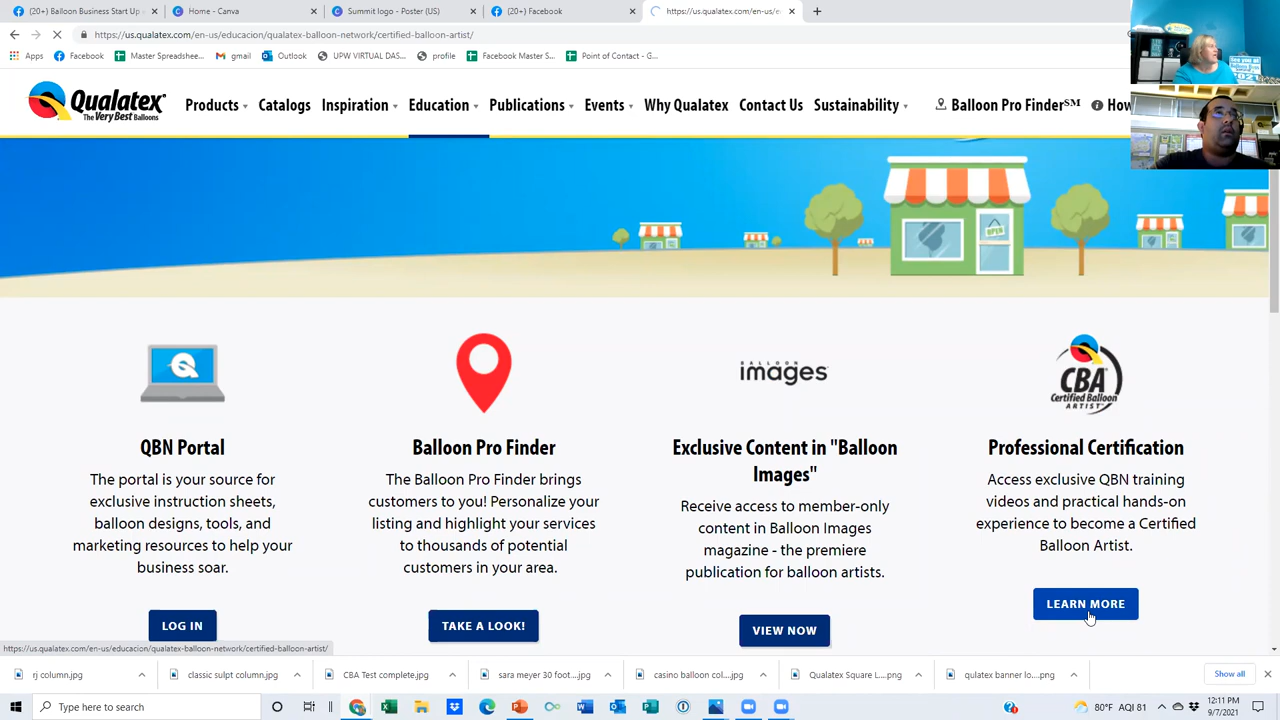 (20+) Balloon Business Start Up
Home - Canva
Summit logo - Poster (US)
(20+) Facebook
https://us.qualatex.com/en-us/e
https://us.qualatex.com/en-us/educacion/qualatex-balloon-network/certified-balloon-artist/
Apps
Facebook
Master Spreadshee...
gmail
Outlook
UPW VIRTUAL DAS...
profile
Facebook Master S...
Point of Contact - G...
Qualatex
The Very Best Balloons
Products
Catalogs
Inspiration
Education
Publications
Events
Why Qualatex
Contact Us
Sustainability
Balloon Pro Finder℠
How
OPEN
BALLOON
images
CBA
Certified Balloon
ARTIST
QBN Portal
The portal is your source for
exclusive instruction sheets,
balloon designs, tools, and
marketing resources to help your
business soar.
LOG IN
Balloon Pro Finder
The Balloon Pro Finder brings
customers to you! Personalize your
listing and highlight your services
to thousands of potential
customers in your area.
TAKE A LOOK!
Exclusive Content in "Balloon
Images"
Receive access to member-only
content in Balloon Images
magazine - the premiere
publication for balloon artists.
VIEW NOW
Professional Certification
Access exclusive QBN training
videos and practical hands-on
experience to become a Certified
Balloon Artist.
LEARN MORE
https://us.qualatex.com/en-us/educacion/qualatex-balloon-network/certified-balloon-artist/
rj column.jpg
classic sculpt column.jpg
CBA Test complete.jpg
sara meyer 30 foot....jpg
casino balloon col....jpg
Qualatex Square L....png
qulatex banner lo....png
Show all
Type here to search
80°F AQI 81
12:11 PM
9/7/2021